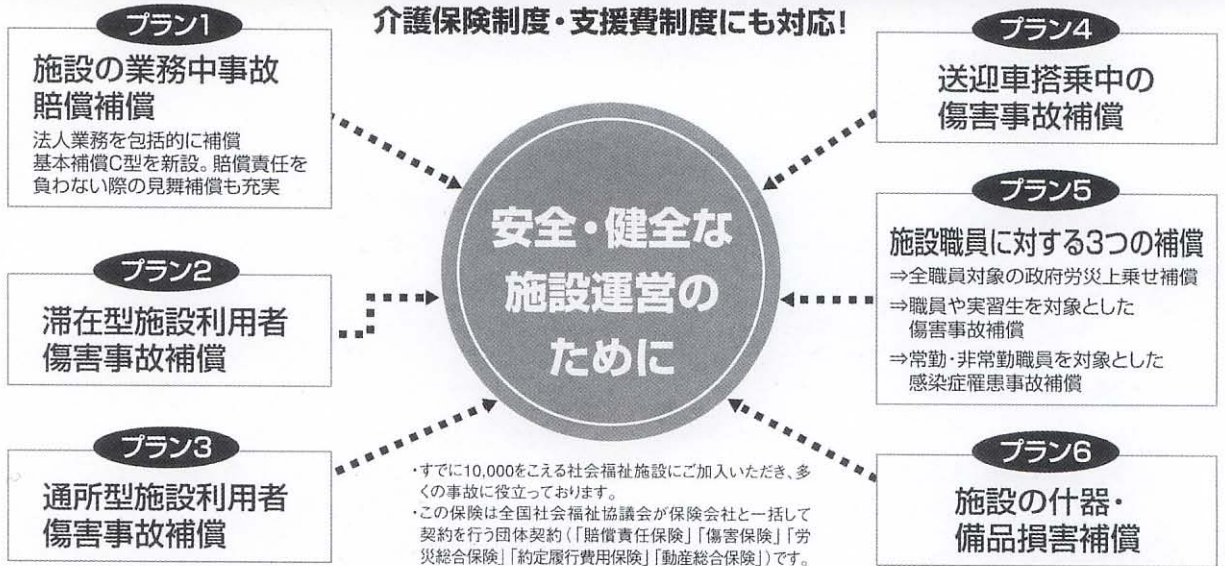 介護保険制度・支援費制度にも対応!
プラン1
施設の業務中事故
賠償補償
法人業務を包括的に補償
基本補償C型を新設。賠償責任を
負わない際の見舞補償も充実
プラン2
滞在型施設利用者
傷害事故補償
プラン3
通所型施設利用者
傷害事故補償
安全・健全な
施設運営の
ために
・すでに10,000をこえる社会福祉施設にご加入いただき、多
くの事故に役立っております。
・この保険は全国社会福祉協議会が保険会社と一括して
契約を行う団体契約(「賠償責任保険」「傷害保険」「労
災総合保険」「約定履行費用保険」「動産総合保険」)です。
プラン4
送迎車搭乗中の
傷害事故補償
プラン5
施設職員に対する3つの補償
⇒全職員対象の政府労災上乗せ補償
⇒職員や実習生を対象とした
傷害事故補償
⇒常勤・非常勤職員を対象とした
感染症罹患事故補償
プラン6
施設の什器・
備品損害補償